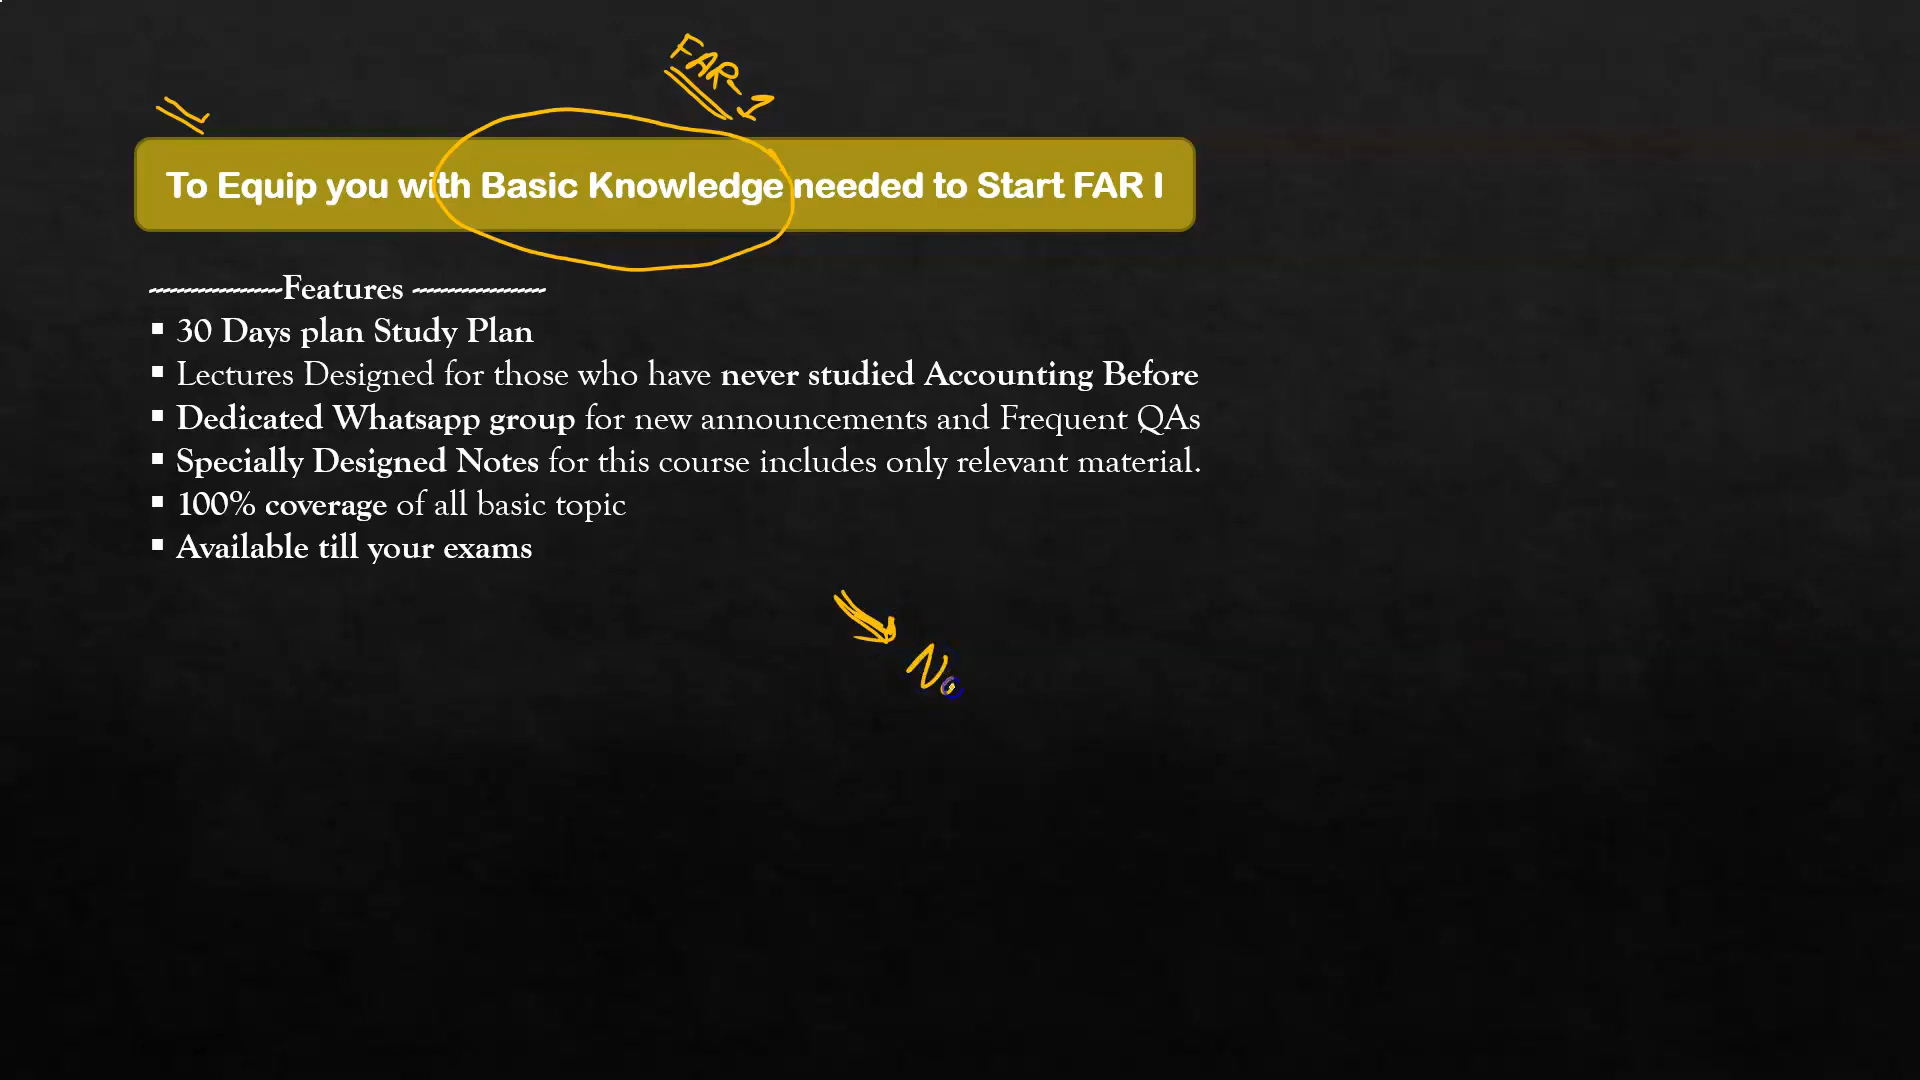 FAR-1
To Equip you with Basic Knowledge needed to Start FAR I
-------------------Features -------------------
▪ 30 Days plan Study Plan
▪ Lectures Designed for those who have never studied Accounting Before
▪ Dedicated Whatsapp group for new announcements and Frequent QAs
▪ Specially Designed Notes for this course includes only relevant material.
▪ 100% coverage of all basic topic
▪ Available till your exams
No